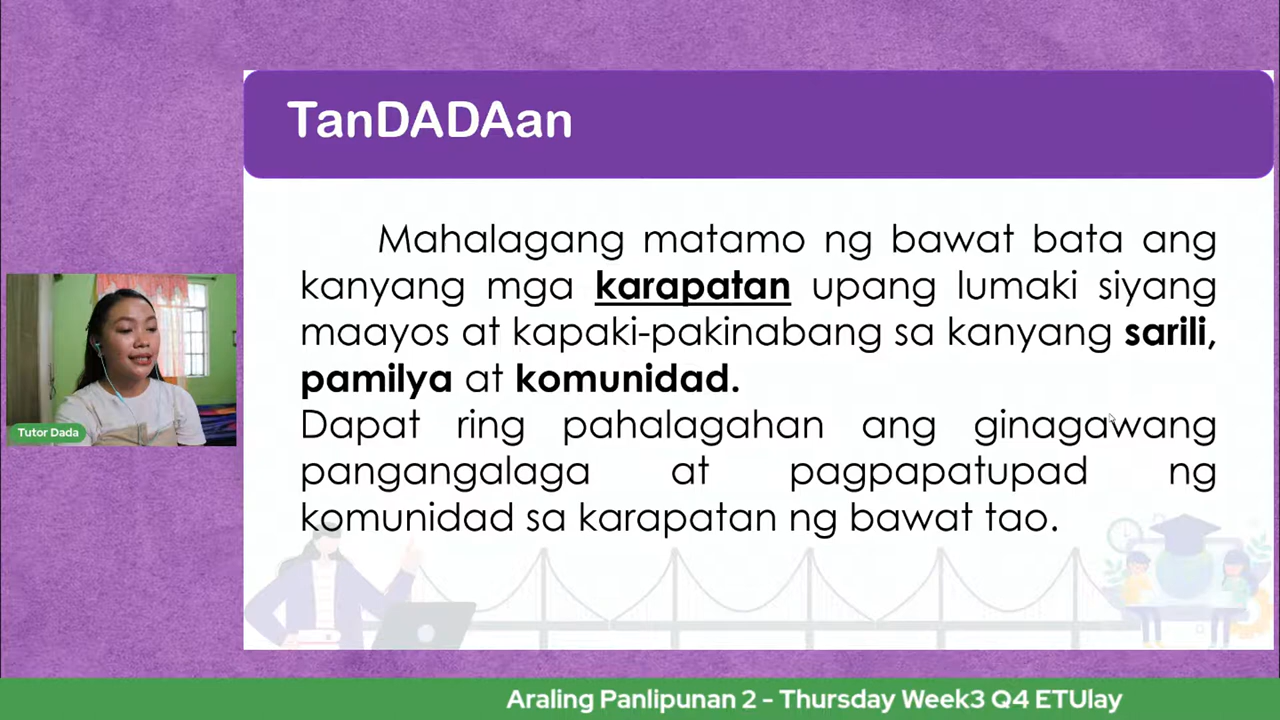 TanDADAan
Mahalagang matamo ng bawat bata ang
kanyang mga karapatan upang lumaki siyang
maayos at kapaki-pakinabang sa kanyang sarili,
pamilya at komunidad.
Dapat ring pahalagahan ang ginagawang
pangangalaga at pagpapatupad ng
komunidad sa karapatan ng bawat tao.
Tutor Dada
Araling Panlipunan 2 - Thursday Week3 Q4 ETUlay